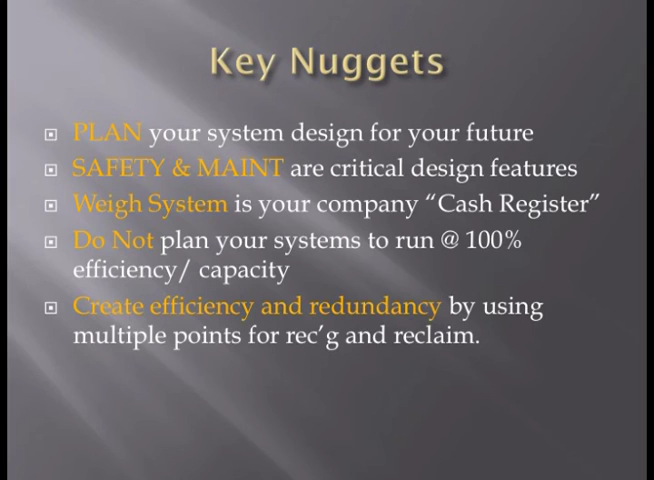 Key Nuggets
PLAN your system design for your future
SAFETY & MAINT are critical design features
Weigh System is your company “Cash Register”
Do Not plan your systems to run @ 100%
efficiency/ capacity
Create efficiency and redundancy by using
multiple points for rec’g and reclaim.